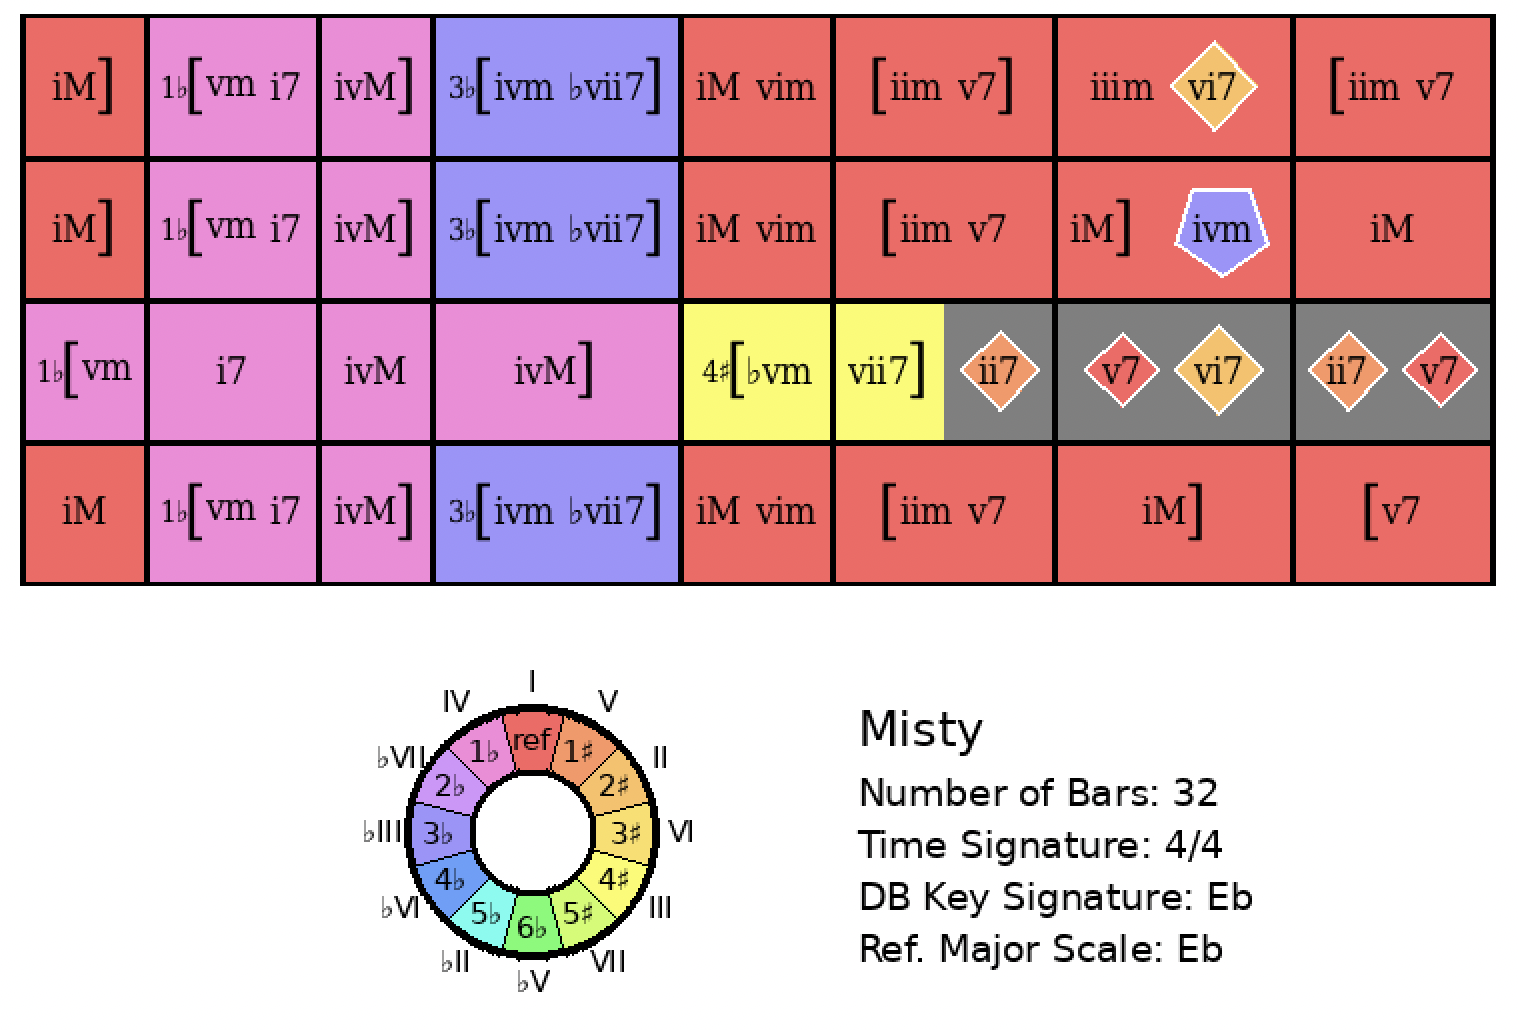 iM] 1♭[vm i7 ivM] 3♭[ivm ♭vii7] iM vim [iim v7] iiim vi7 [iim v7
iM] 1♭[vm i7 ivM] 3♭[ivm ♭vii7] iM vim [iim v7 iM] ivm iM
1♭[vm i7 ivM ivM] 4♯[♭vm vii7] ii7 v7 vi7 ii7 v7
iM 1♭[vm i7 ivM] 3♭[ivm ♭vii7] iM vim [iim v7 iM] [v7
I
IV V
♭VII II
♭III VI
♭VI III
♭II VII
♭V
ref
1♭ 1♯
2♭ 2♯
3♭ 3♯
4♭ 4♯
5♭ 5♯
6♭
Misty
Number of Bars: 32
Time Signature: 4/4
DB Key Signature: Eb
Ref. Major Scale: Eb